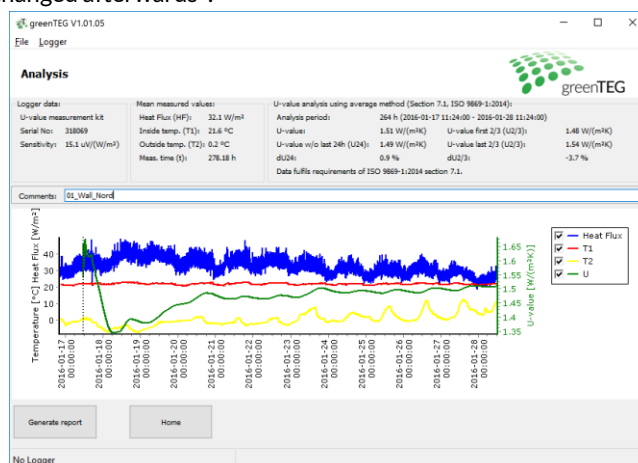 changed afterwards .
greenTEG V1.01.05
File Logger
Analysis
greenTEG
Logger data:
U-value measurement kit
Serial No: 318069
Sensitivity: 15.1 uV/(W/m²)
Mean measured values:
Heat Flux (HF): 32.1 W/m²
Inside temp. (T1): 21.6 ºC
Outside temp. (T2): 0.2 ºC
Meas. time (t): 278.18 h
U-value analysis using average method (Section 7.1, ISO 9869-1:2014):
Analysis period: 264 h (2016-01-17 11:24:00 - 2016-01-28 11:24:00)
U-value: 1.51 W/(m²K) U-value first 2/3 (U2/3): 1.48 W/(m²K)
U-value w/o last 24h (U24): 1.49 W/(m²K) U-value last 2/3 (U2/3): 1.54 W/(m²K)
dU24: 0.9 % dU2/3: -3.7 %
Data fulfils requirements of ISO 9869-1:2014 section 7.1.
Comments: 01_Wall_Nord
Temperature [°C] Heat Flux [W/m²]
40
30
20
10
0
1.65
1.6
1.55
1.5
1.45
1.4
1.35
U-value [W/(m²K)]
2016-01-17 00:00:00
2016-01-18 00:00:00
2016-01-19 00:00:00
2016-01-20 00:00:00
2016-01-21 00:00:00
2016-01-22 00:00:00
2016-01-23 00:00:00
2016-01-24 00:00:00
2016-01-25 00:00:00
2016-01-26 00:00:00
2016-01-27 00:00:00
2016-01-28 00:00:00
Heat Flux
T1
T2
U
Generate report
Home
No Logger